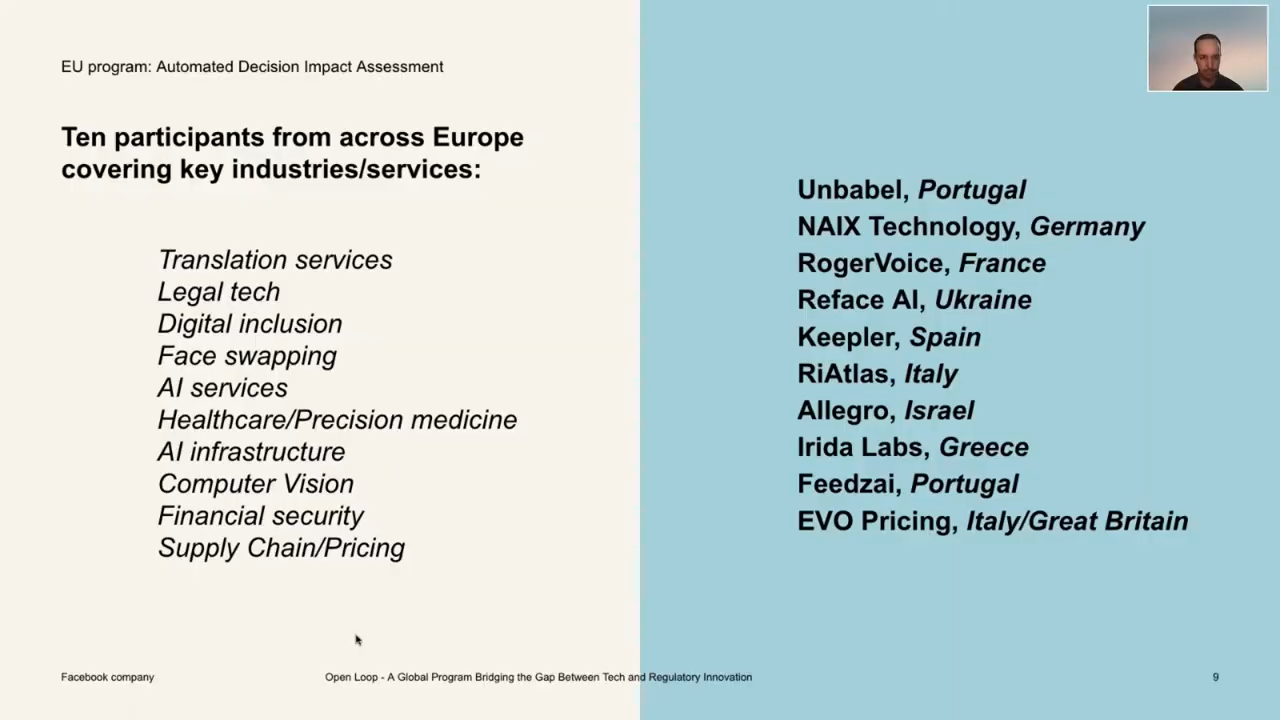 EU program: Automated Decision Impact Assessment
Ten participants from across Europe
covering key industries/services:
Translation services
Legal tech
Digital inclusion
Face swapping
AI services
Healthcare/Precision medicine
AI infrastructure
Computer Vision
Financial security
Supply Chain/Pricing
Unbabel, Portugal
NAIX Technology, Germany
RogerVoice, France
Reface AI, Ukraine
Keepler, Spain
RiAtlas, Italy
Allegro, Israel
Irida Labs, Greece
Feedzai, Portugal
EVO Pricing, Italy/Great Britain
Facebook company
Open Loop - A Global Program Bridging the Gap Between Tech and Regulatory Innovation
9